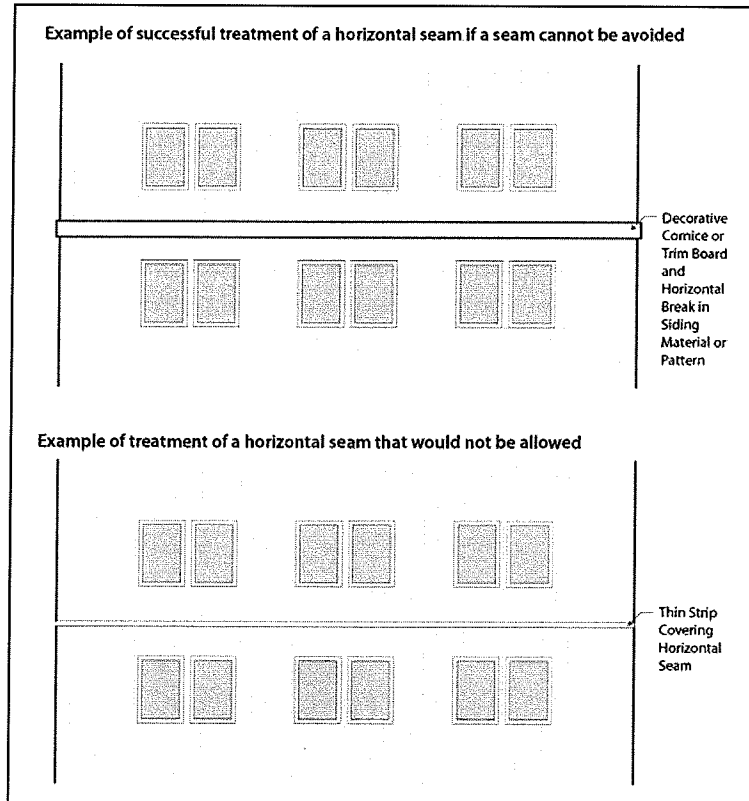 Example of successful treatment of a horizontal seam if a seam cannot be avoided
Decorative
Cornice or
Trim Board
and
Horizontal
Break in
Siding
Material or
Pattern
Example of treatment of a horizontal seam that would not be allowed
Thin Strip
Covering
Horizontal
Seam